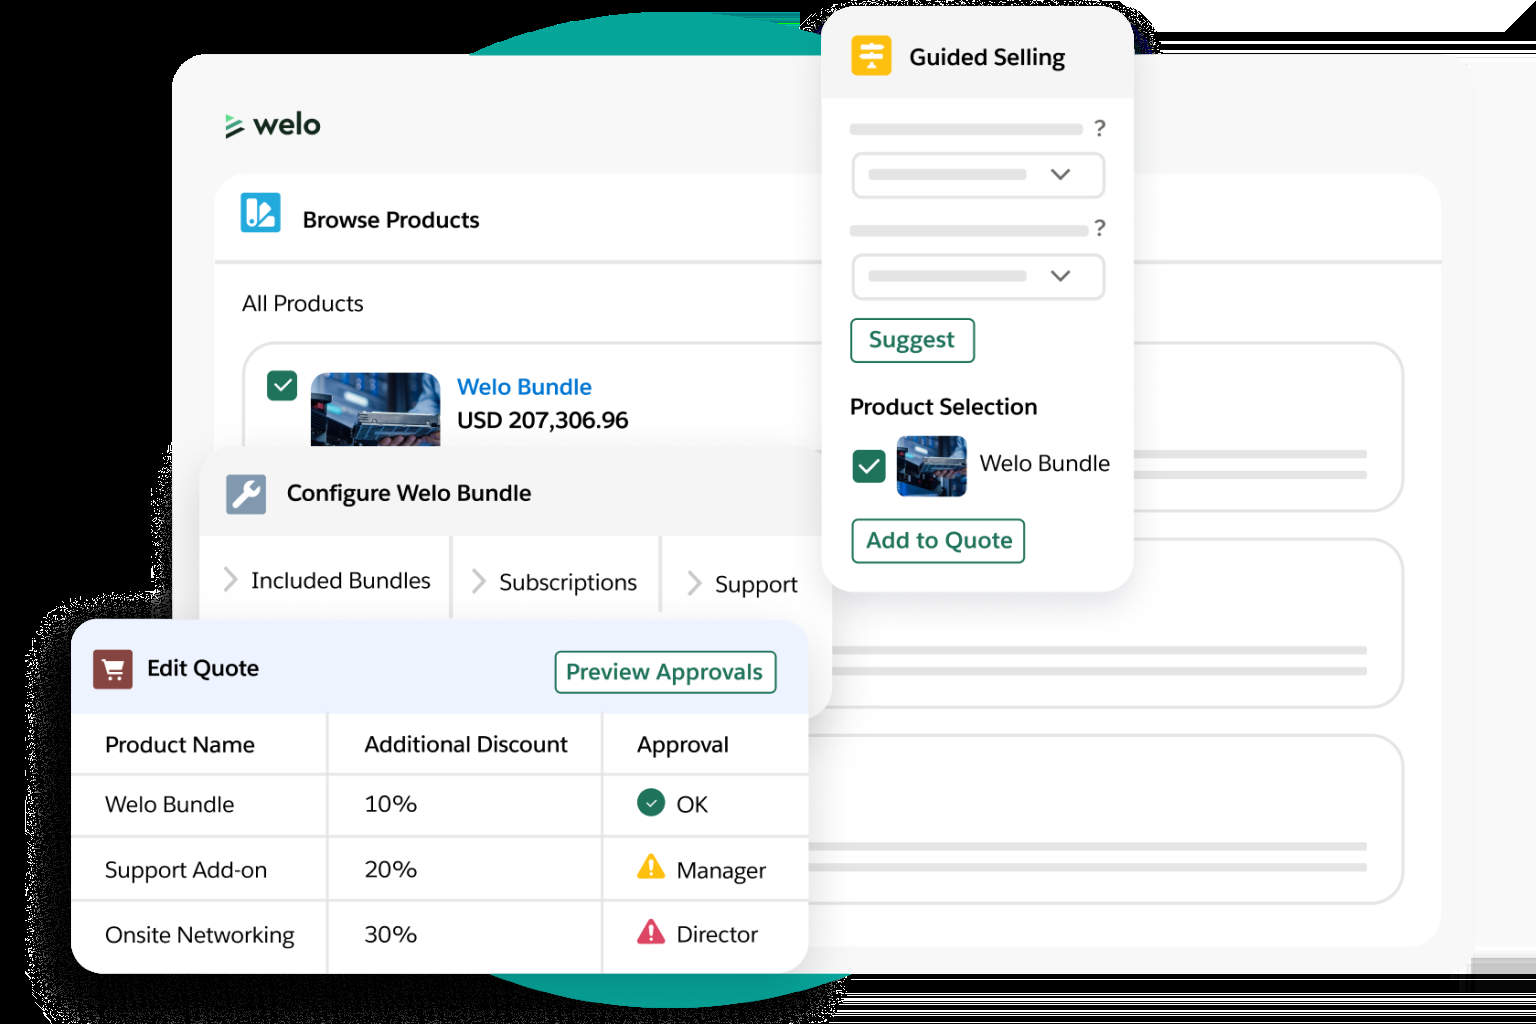 welo
Browse Products
All Products
Welo Bundle
USD 207,306.96
Configure Welo Bundle
Included Bundles
Subscriptions
Support
Edit Quote
Preview Approvals
Product Name Additional Discount Approval
Welo Bundle 10% OK
Support Add-on 20% Manager
Onsite Networking 30% Director
Guided Selling
?
?
Suggest
Product Selection
Welo Bundle
Add to Quote